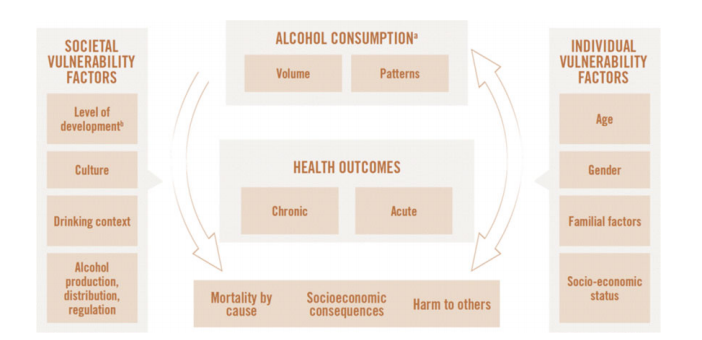 SOCIETAL
VULNERABILITY
FACTORS
Level of
developmentᵇ
Culture
Drinking context
Alcohol
production,
distribution,
regulation
ALCOHOL CONSUMPTIONᵃ
Volume
Patterns
HEALTH OUTCOMES
Chronic
Acute
Mortality by
cause
Socioeconomic
consequences
Harm to others
INDIVIDUAL
VULNERABILITY
FACTORS
Age
Gender
Familial factors
Socio-economic
status